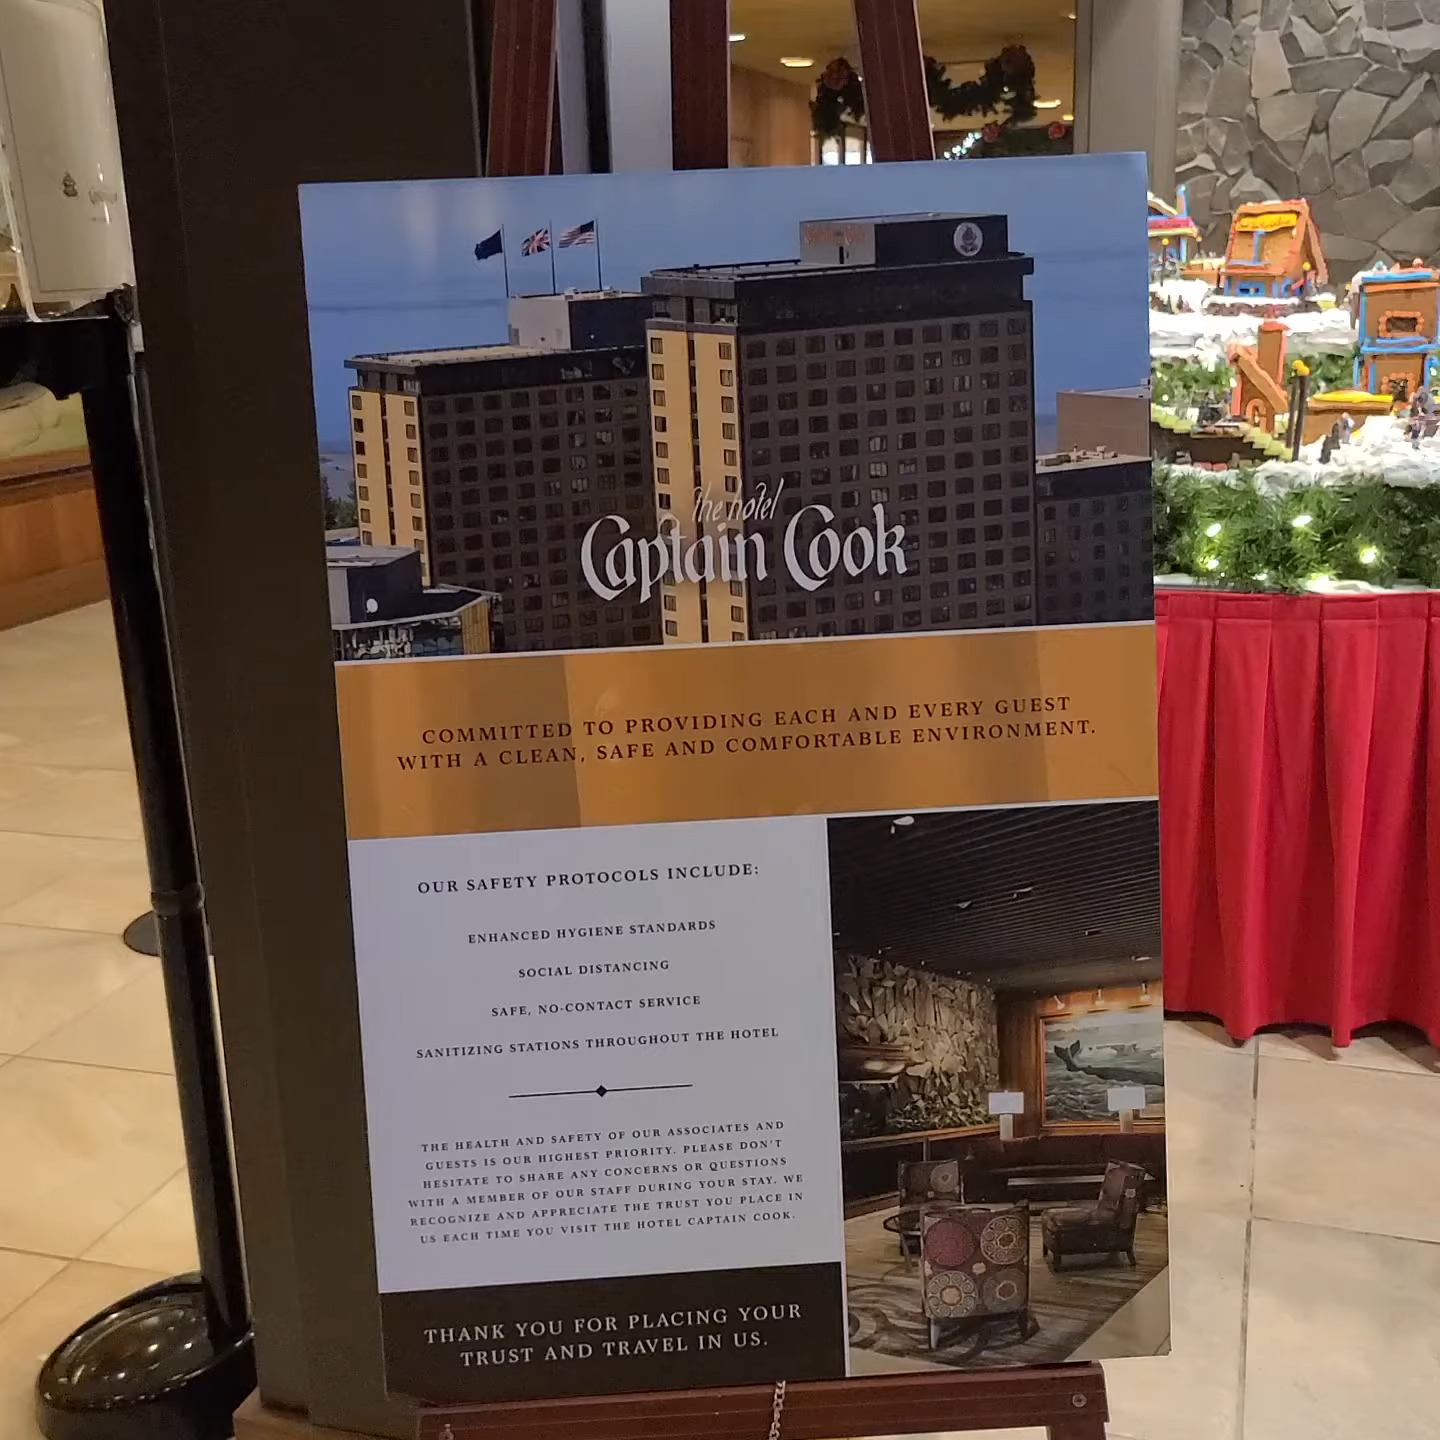 the hotel
Captain Cook
COMMITTED TO PROVIDING EACH AND EVERY GUEST
WITH A CLEAN, SAFE AND COMFORTABLE ENVIRONMENT.
OUR SAFETY PROTOCOLS INCLUDE:
ENHANCED HYGIENE STANDARDS
SOCIAL DISTANCING
SAFE, NO-CONTACT SERVICE
SANITIZING STATIONS THROUGHOUT THE HOTEL
THE HEALTH AND SAFETY OF OUR ASSOCIATES AND
GUESTS IS OUR HIGHEST PRIORITY. PLEASE DON'T
HESITATE TO SHARE ANY CONCERNS OR QUESTIONS
WITH A MEMBER OF OUR STAFF DURING YOUR STAY. WE
RECOGNIZE AND APPRECIATE THE TRUST YOU PLACE IN
US EACH TIME YOU VISIT THE HOTEL CAPTAIN COOK.
THANK YOU FOR PLACING YOUR
TRUST AND TRAVEL IN US.